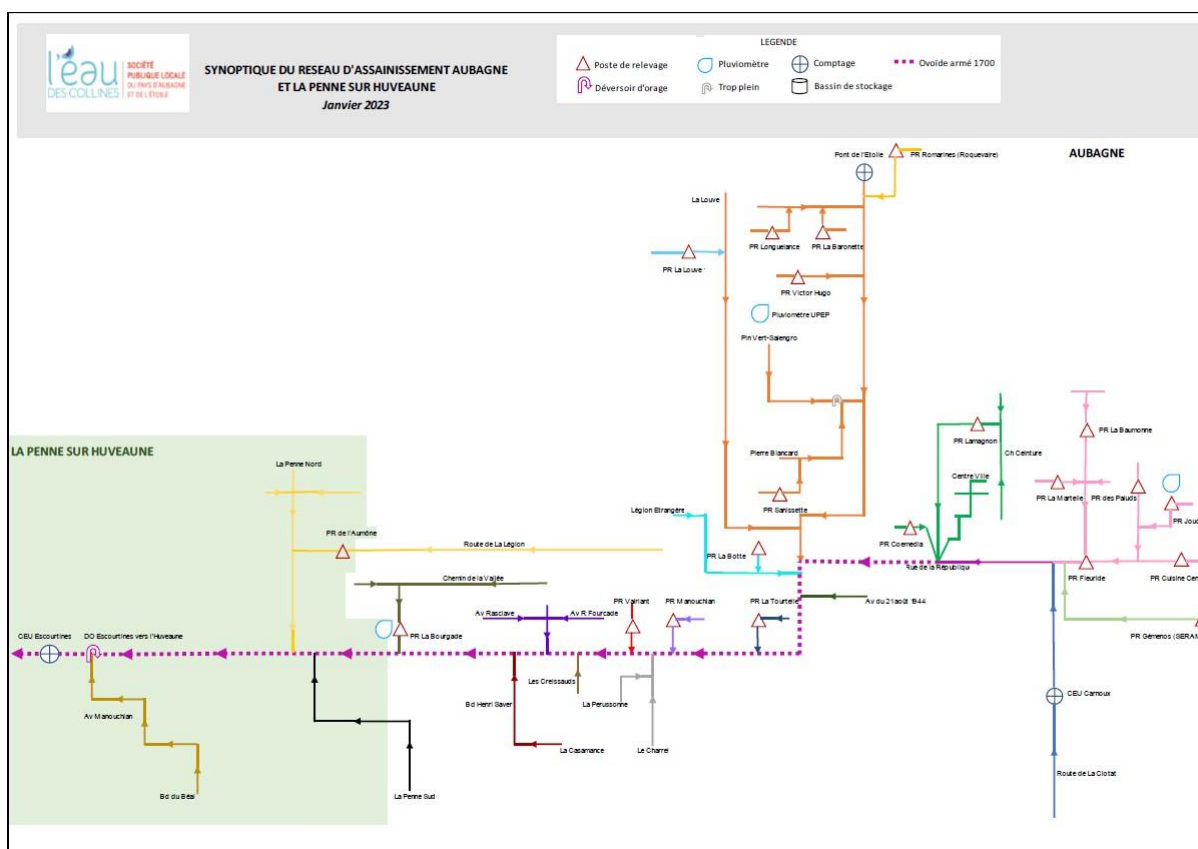 l'eau
DES COLLINES
SOCIÉTÉ
PUBLIQUE LOCALE
DU PAYS D'AUBAGNE
ET DE L'ÉTOILE
SYNOPTIQUE DU RESEAU D'ASSAINISSEMENT AUBAGNE
ET LA PENNE SUR HUVEAUNE
Janvier 2023
LEGENDE
Poste de relevage
Pluviomètre
Comptage
Ovoïde armé 1700
Déversoir d'orage
Trop plein
Bassin de stockage
AUBAGNE
Pont de l'Etoile
PR Romarines (Roquevaire)
La Louve
PR Longuelance
PR La Baronette
PR La Louve
PR Victor Hugo
Pluviomètre UPEP
Pin Vert-Salengro
PR Lamagnon
PR La Baumonne
Ch Ceinture
LA PENNE SUR HUVEAUNE
Pierre Blancard
La Penne Nord
Centre Ville
PR La Martelle
PR des Paluds
PR Sanissette
Légion Etrangère
PR Jouc
PR de l'Aumône
Route de La Légion
PR La Botte
PR Coemedia
Rue de la Républiqu
PR Fleuride
PR Cuisine Cen
Chemin de la Vallée
PR Vairiant
PR Manouchian
PR La Tourtelle
Av du 21 août 1944
Av Rasclave
Av R Fourcade
CEU Escourtines
DO Escourtines vers l'Huveaune
PR La Bourgade
PR Gémenos (SERAM
Les Creissauds
La Perussonne
CEU Carnoux
Av Manouchian
Bd Henri Saver
La Casamance
Le Charrel
Route de La Ciotat
Bd du Béal
La Penne Sud